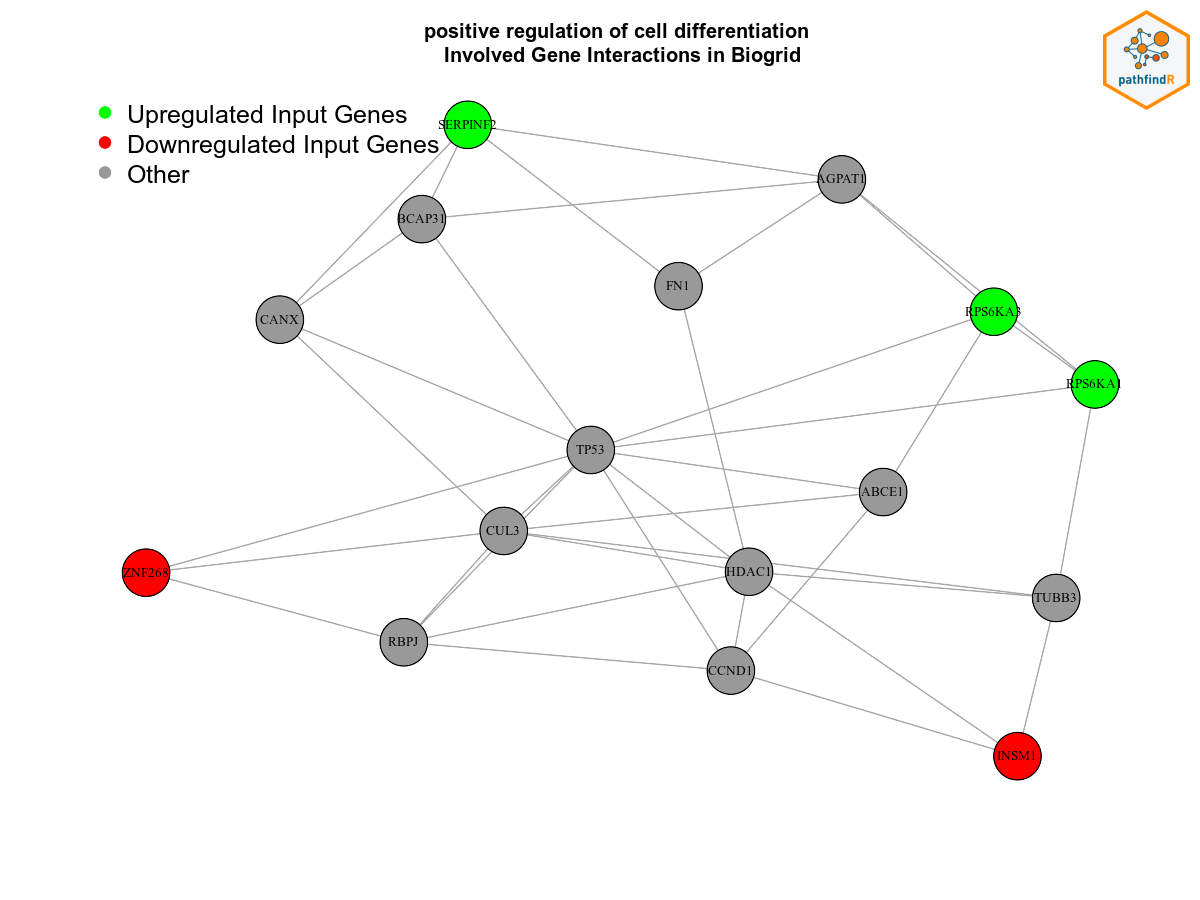 positive regulation of cell differentiation
Involved Gene Interactions in Biogrid
pathfindR
Upregulated Input Genes
Downregulated Input Genes
Other
SERPINF2
AGPAT1
BCAP31
FN1
CANX
RPS6KA3
RPS6KA1
TP53
ABCE1
CUL3
ZNF268
HDAC1
TUBB3
RBPJ
CCND1
INSM1